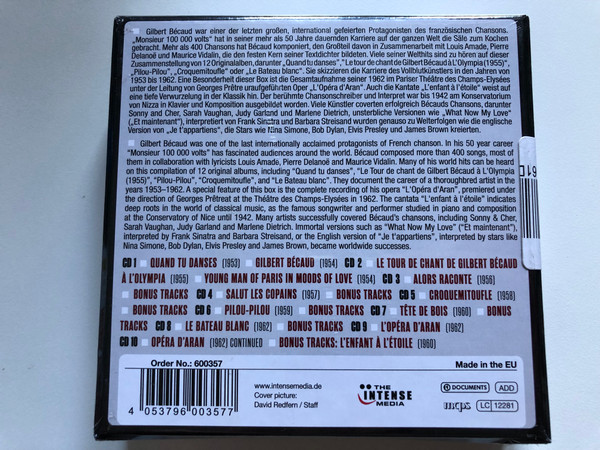 Gilbert Bécaud war einer der letzten großen, international gefeierten Protagonisten des französischen Chansons.
„Monsieur 100 000 volts“ hat in seiner mehr als 50 Jahre dauernden Karriere auf der ganzen Welt die Säle zum Kochen
gebracht. Mehr als 400 Chansons hat Bécaud komponiert, den Großteil davon in Zusammenarbeit mit Louis Amade, Pierre
Delanoë and Maurice Vidalin, die den festen Kern seiner Textdichter bildeten. Viele seiner Welthits sind zu hören auf dieser
Zusammenstellung von 12 Originalalben, darunter „Quand tu danses“, „Le Tour de chant de Gilbert Bécaud à L'Olympia (1955)“,
„Pilou-Pilou“, „Croquemitoufle“ oder „Le Bateau blanc“. Sie skizzieren die Karriere des Vollblutkünstlers in den Jahren von
1953 bis 1962. Eine Besonderheit dieser Box ist die Gesamtaufnahme seiner 1962 im Pariser Théâtre des Champs-Elysées
unter der Leitung von Georges Prêtre uraufgeführten Oper „L'Opéra d'Aran“. Auch die Kantate „L'enfant à l'étoile“ weist auf
eine tiefe Verwurzelung in der Klassik hin. Der berühmte Chansonschreiber und Interpret war bis 1942 am Konservatorium
von Nizza in Klavier und Komposition ausgebildet worden. Viele Künstler coverten erfolgreich Bécauds Chansons, darunter
Sonny and Cher, Sarah Vaughan, Judy Garland und Marlene Dietrich, unsterbliche Versionen wie „What Now My Love“
(„Et maintenant“), interpretiert von Frank Sinatra und Barbara Streisand wurden genauso zu Welterfolgen wie die englische
Version von „Je t'appartiens“, die Stars wie Nina Simone, Bob Dylan, Elvis Presley und James Brown kreierten.
Gilbert Bécaud was one of the last internationally acclaimed protagonists of French chanson. In his 50 year career
“Monsieur 100 000 volts” has fascinated audiences around the world. Bécaud composed more than 400 songs, most of
them in collaboration with lyricists Louis Amade, Pierre Delanoë and Maurice Vidalin. Many of his world hits can be heard
on this compilation of 12 original albums, including “Quand tu danses”, “Le Tour de chant de Gilbert Bécaud à L'Olympia
(1955)”, “Pilou-Pilou”, “Croquemitoufle”, and “Le Bateau blanc”. They document the career of a thoroughbred artist in the
years 1953–1962. A special feature of this box is the complete recording of his opera “L'Opéra d'Aran”, premiered under
the direction of Georges Prêtreat at the Théâtre des Champs-Elysées in 1962. The cantata “L'enfant à l'étoile” indicates
deep roots in the world of classical music, as the famous songwriter and performer studied in piano and composition
at the Conservatory of Nice until 1942. Many artists successfully covered Bécaud's chansons, including Sonny & Cher,
Sarah Vaughan, Judy Garland and Marlene Dietrich. Immortal versions such as “What Now My Love” (“Et maintenant”),
interpreted by Frank Sinatra and Barbara Streisand, or the English version of “Je t'appartiens”, interpreted by stars like
Nina Simone, Bob Dylan, Elvis Presley and James Brown, became worldwide successes.
CD 1 QUAND TU DANSES (1953) GILBERT BÉCAUD (1954) CD 2 LE TOUR DE CHANT DE GILBERT BÉCAUD
À L'OLYMPIA (1955) YOUNG MAN OF PARIS IN MOODS OF LOVE (1954) CD 3 ALORS RACONTE (1956)
BONUS TRACKS CD 4 SALUT LES COPAINS (1957) BONUS TRACKS CD 5 CROQUEMITOUFLE (1958)
BONUS TRACKS CD 6 PILOU-PILOU (1959) BONUS TRACKS CD 7 TÊTE DE BOIS (1960) BONUS
TRACKS CD 8 LE BATEAU BLANC (1962) BONUS TRACKS CD 9 L'OPÉRA D'ARAN (1962)
CD 10 OPÉRA D'ARAN (1962) CONTINUED BONUS TRACKS: L'ENFANT À L'ÉTOILE (1960)
Order No.: 600357
Made in the EU
4 053796 003577
www.intensemedia.de
Cover picture:
David Redfern / Staff
THE
INTENSE
MEDIA
DOCUMENTS
ADD
mcps
LC 12281